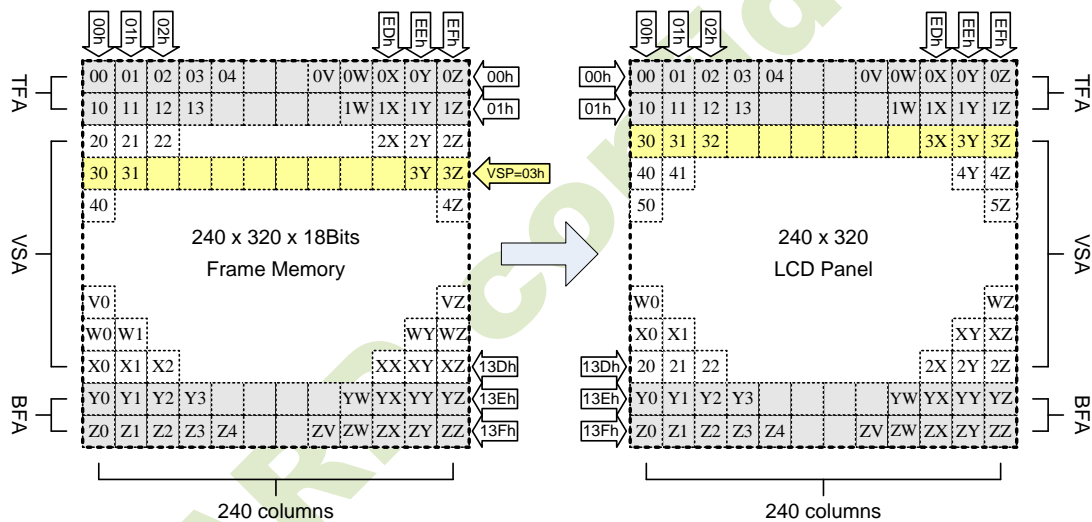 00h 01h 02h EDh EEh EFh 00h 01h 02h EDh EEh EFh
TFA 00 01 02 03 04 0V 0W 0X 0Y 0Z 00h 00h 00 01 02 03 04 0V 0W 0X 0Y 0Z TFA
10 11 12 13 1W 1X 1Y 1Z 01h 01h 10 11 12 13 1W 1X 1Y 1Z
20 21 22 2X 2Y 2Z 30 31 32 3X 3Y 3Z
30 31 3Y 3Z VSP=03h 40 41 4Y 4Z
40 4Z 50 5Z
VSA 240 x 320 x 18Bits 240 x 320 VSA
Frame Memory LCD Panel
V0 VZ W0 WZ
W0 W1 WY WZ X0 X1 XY XZ
X0 X1 X2 XX XY XZ 13Dh 13Dh 20 21 22 2X 2Y 2Z
BFA Y0 Y1 Y2 Y3 YW YX YY YZ 13Eh 13Eh Y0 Y1 Y2 Y3 YW YX YY YZ BFA
Z0 Z1 Z2 Z3 Z4 ZV ZW ZX ZY ZZ 13Fh 13Fh Z0 Z1 Z2 Z3 Z4 ZV ZW ZX ZY ZZ
240 columns 240 columns